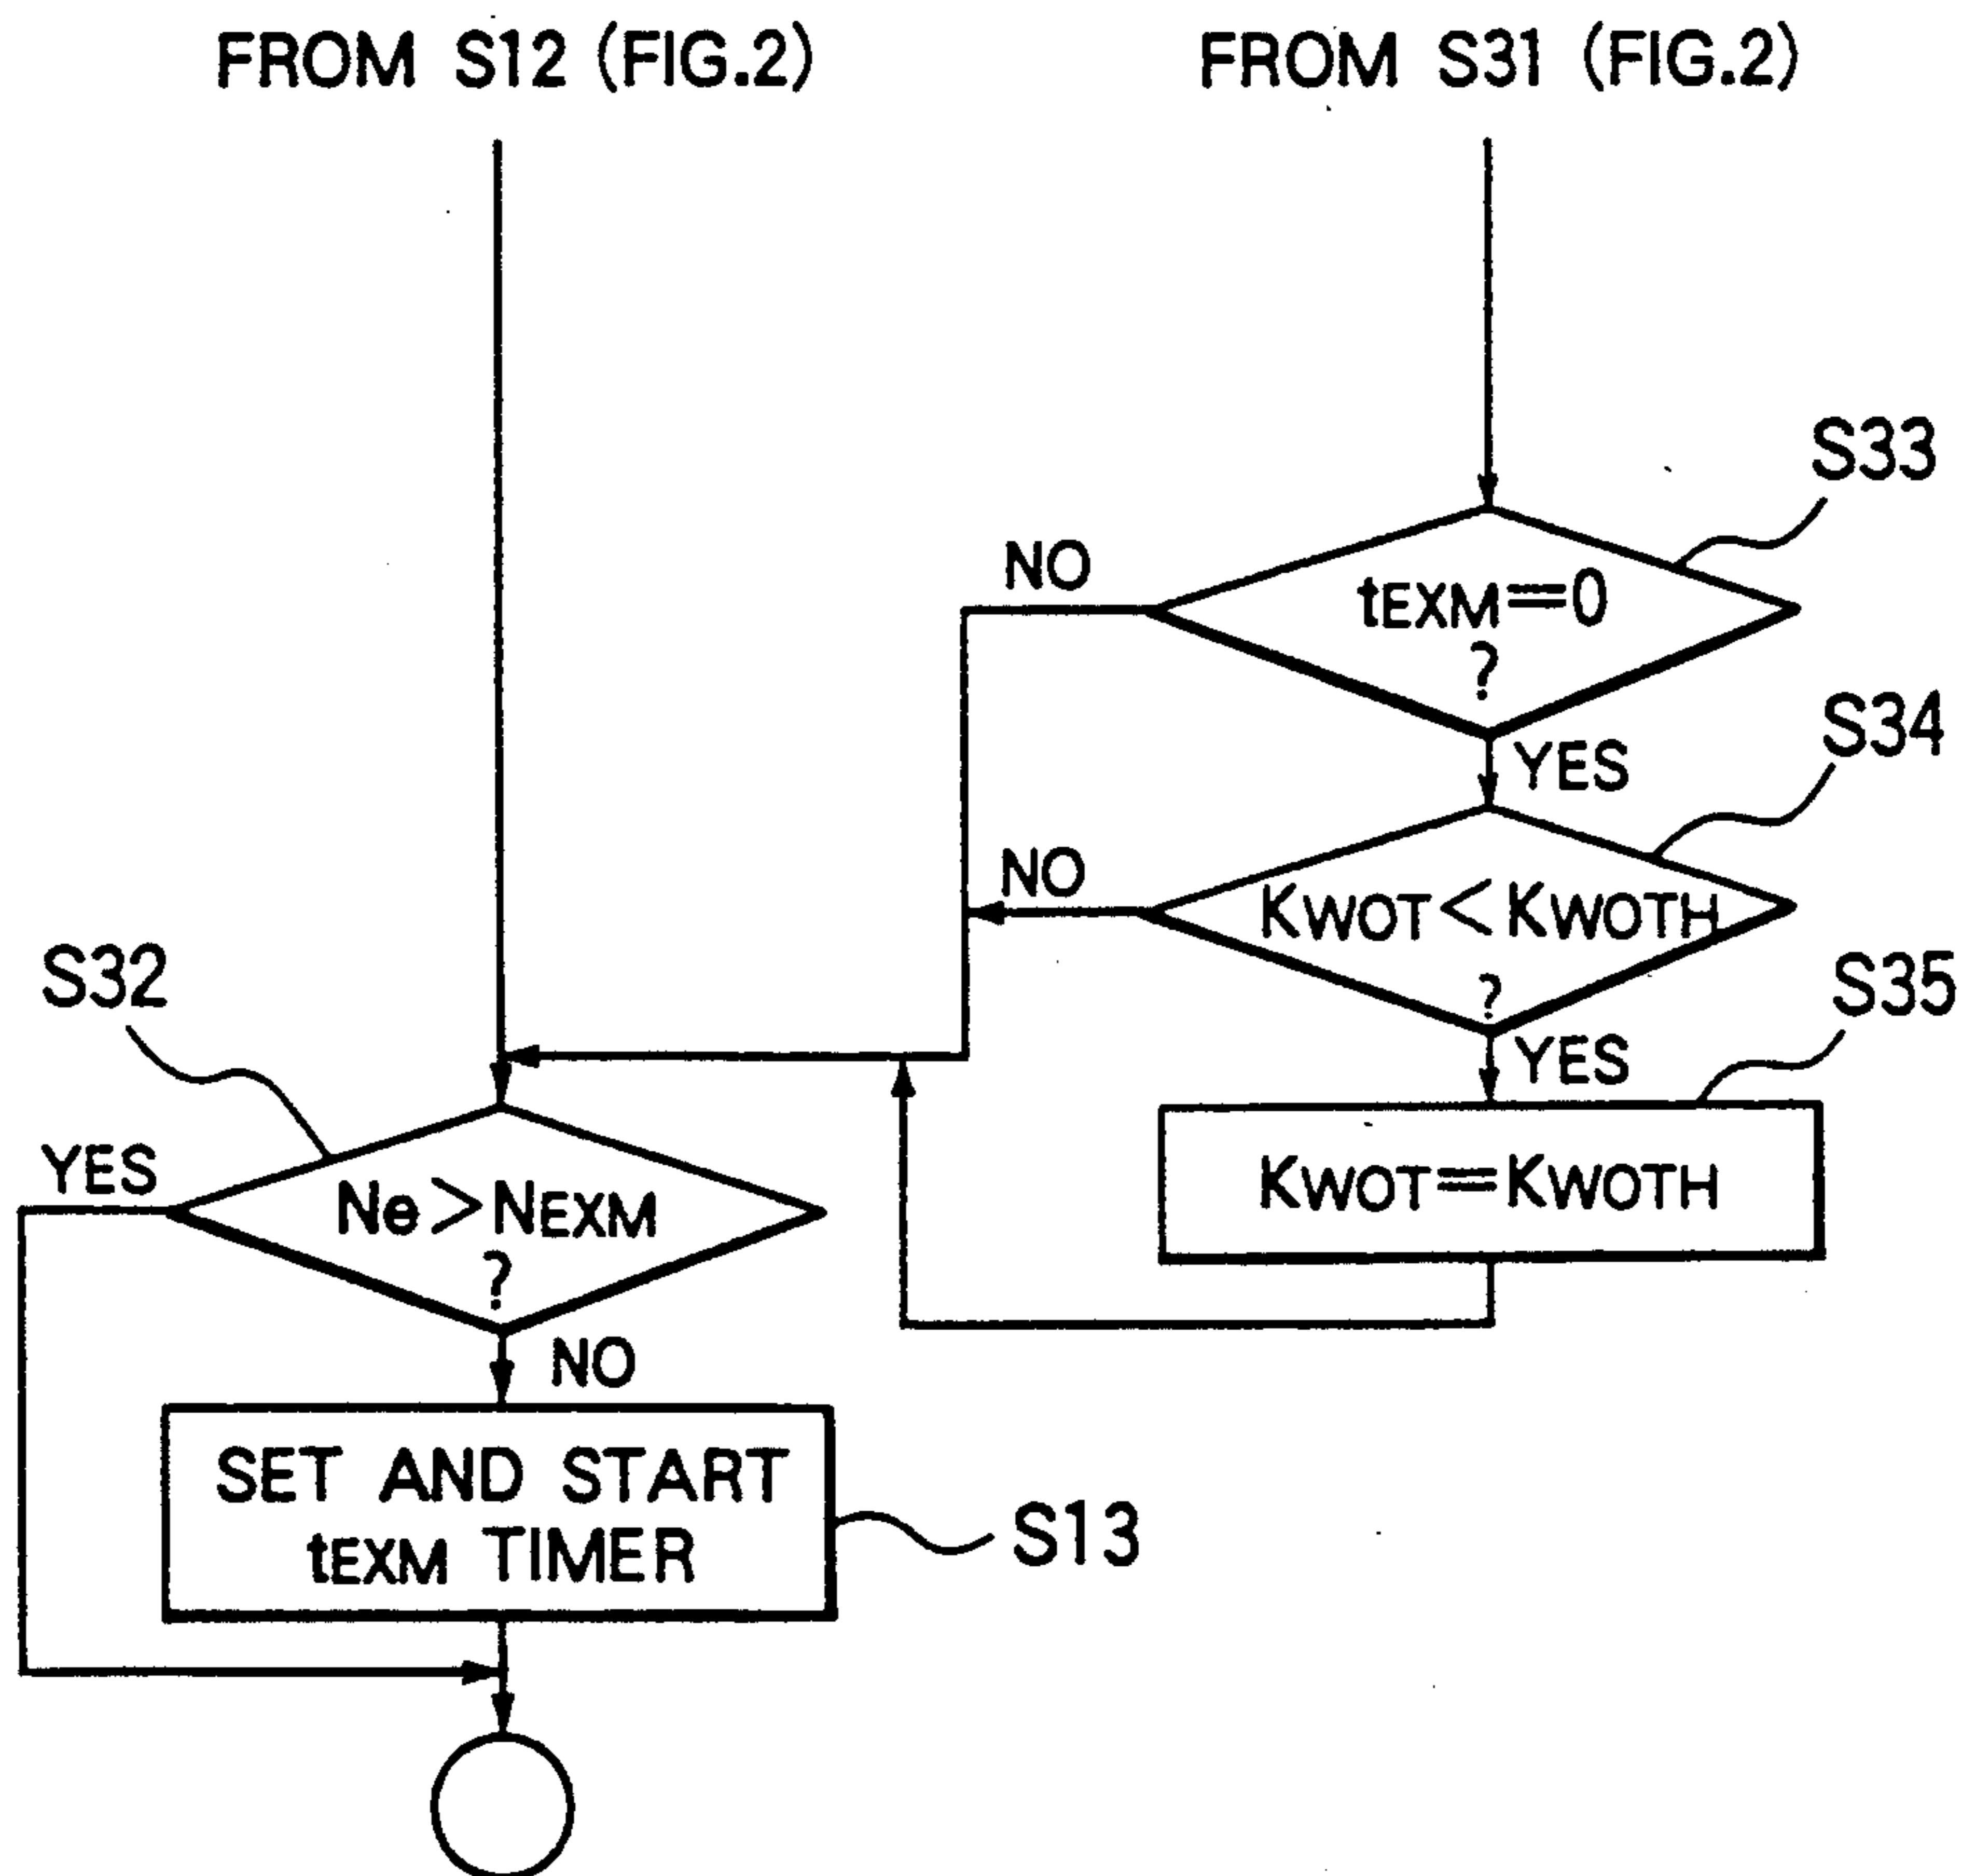 FROM S12 (FIG.2)
FROM S31 (FIG.2)
S33
NO
tEXM=0
?
YES
S34
NO
KWOT<KWOTH
?
YES
S35
KWOT=KWOTH
S32
YES
Ne>NEXM
?
NO
SET AND START
tEXM TIMER
S13